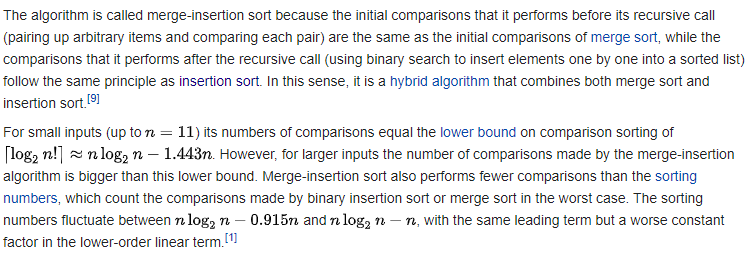 The algorithm is called merge-insertion sort because the initial comparisons that it performs before its recursive call
(pairing up arbitrary items and comparing each pair) are the same as the initial comparisons of merge sort, while the
comparisons that it performs after the recursive call (using binary search to insert elements one by one into a sorted list)
follow the same principle as insertion sort. In this sense, it is a hybrid algorithm that combines both merge sort and
insertion sort.[9]
For small inputs (up to n = 11) its numbers of comparisons equal the lower bound on comparison sorting of
⌈log₂ n!⌉ ≈ n log₂ n − 1.443n. However, for larger inputs the number of comparisons made by the merge-insertion
algorithm is bigger than this lower bound. Merge-insertion sort also performs fewer comparisons than the sorting
numbers, which count the comparisons made by binary insertion sort or merge sort in the worst case. The sorting
numbers fluctuate between n log₂ n − 0.915n and n log₂ n − n, with the same leading term but a worse constant
factor in the lower-order linear term.[1]